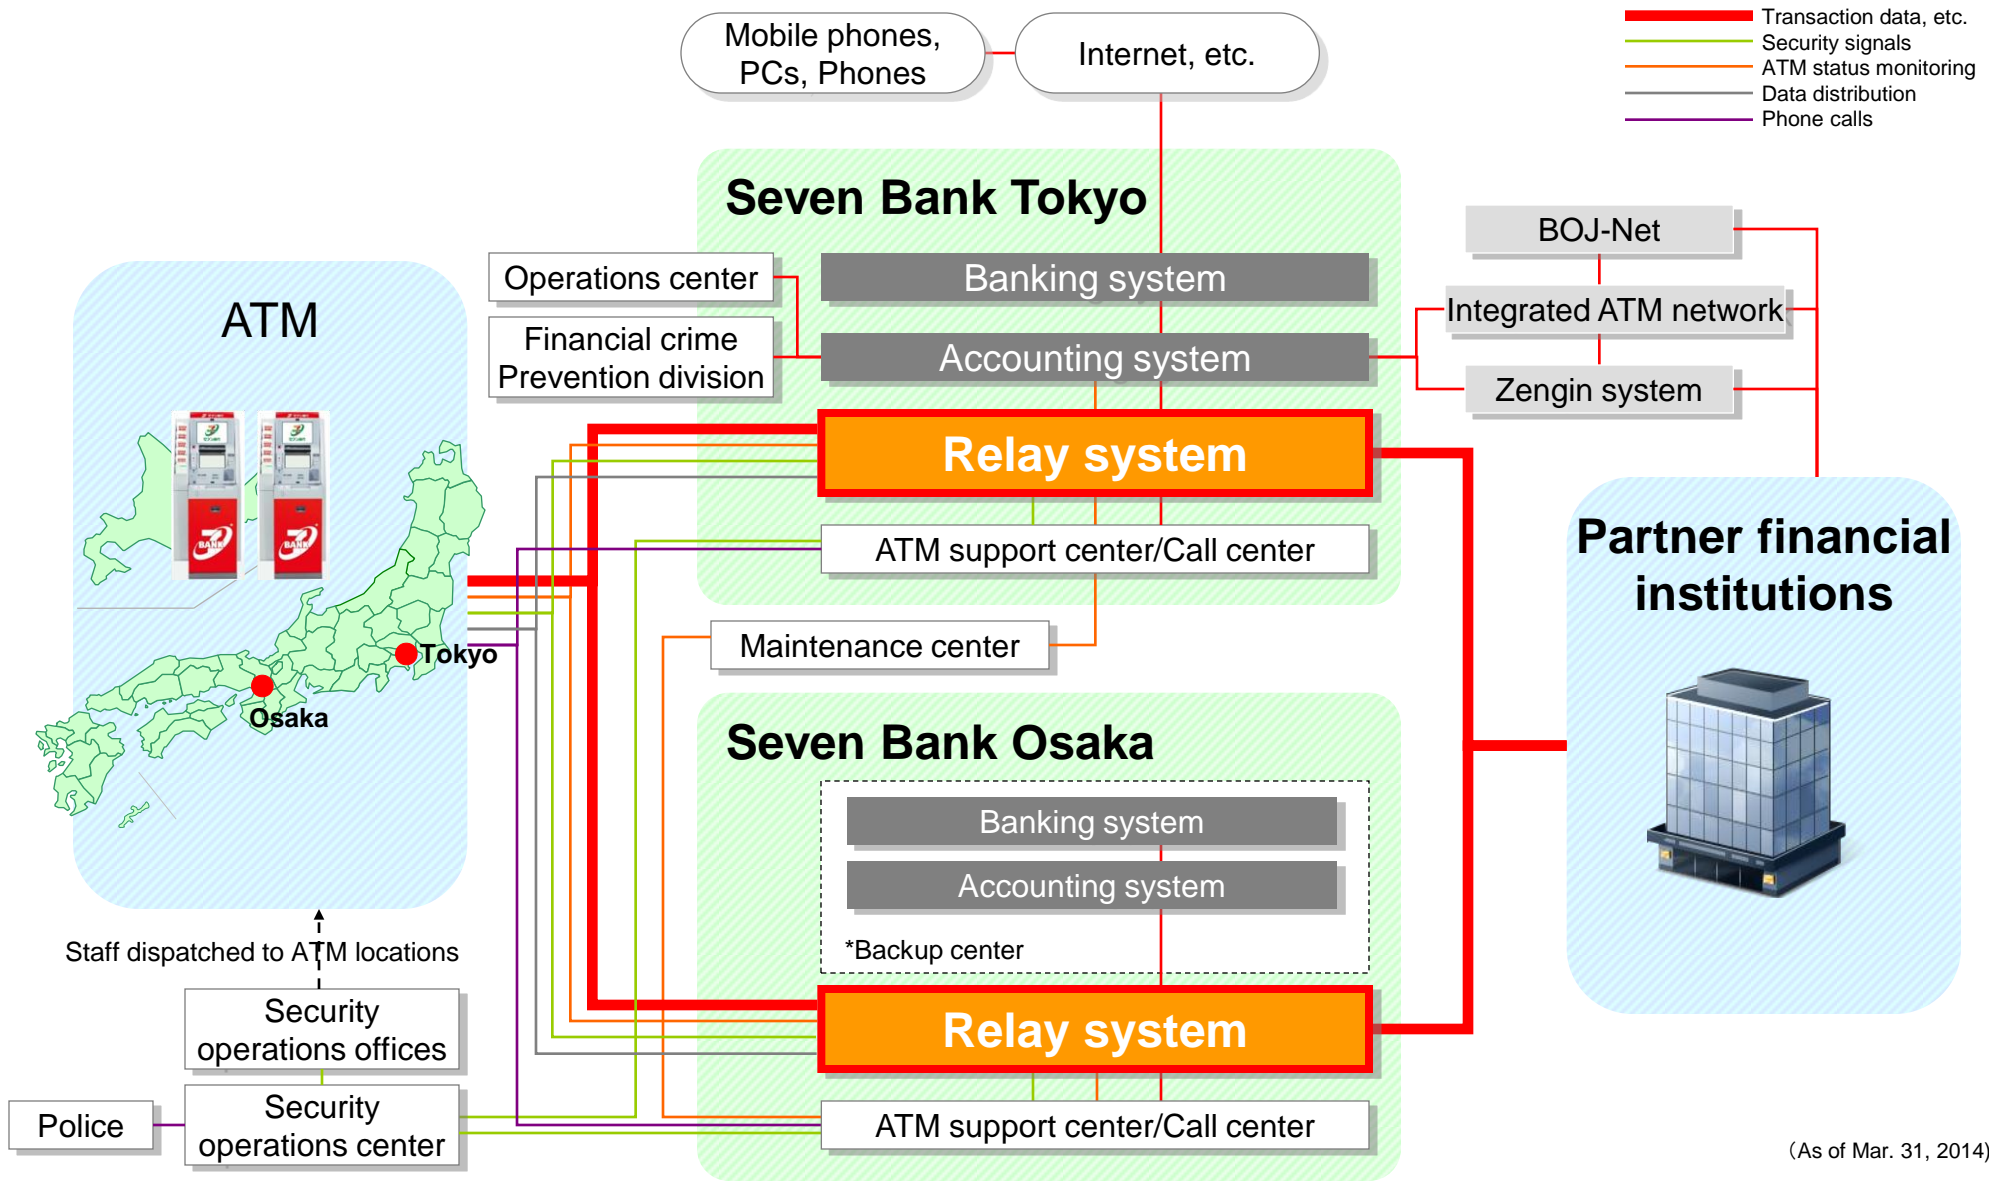 Transaction data, etc.
Security signals
ATM status monitoring
Data distribution
Phone calls
Mobile phones,
PCs, Phones
Internet, etc.
Seven Bank Tokyo
Operations center
Financial crime
Prevention division
Banking system
Accounting system
Relay system
ATM support center/Call center
BOJ-Net
Integrated ATM network
Zengin system
ATM
BANK
BANK
Tokyo
Osaka
Partner financial
institutions
Maintenance center
Seven Bank Osaka
Banking system
Accounting system
*Backup center
Relay system
ATM support center/Call center
Staff dispatched to ATM locations
Security
operations offices
Security
operations center
Police
(As of Mar. 31, 2014)